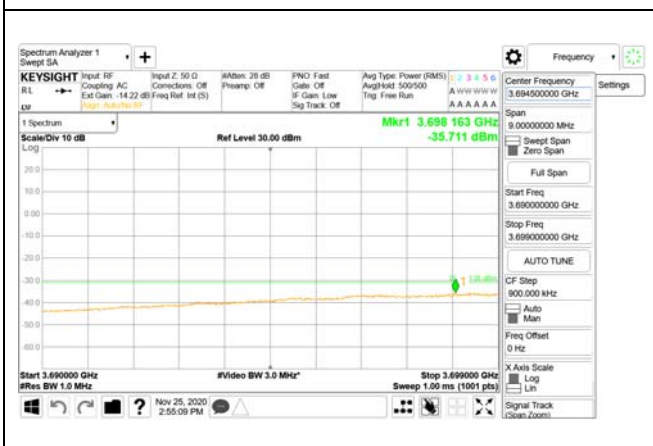 Spectrum Analyzer 1
Swept SA
+
Frequency
KEYSIGHT
Input: RF
Input Z: 50 Ω
#Atten: 28 dB
PNO: Fast
Avg Type: Power (RMS)
1 2 3 4 5 6
RL
Coupling: AC
Corrections: Off
Preamp: Off
Gate: Off
Avg|Hold: 500/500
A W W W W W
Ext Gain: -14.22 dB
Freq Ref: Int (S)
IF Gain: Low
Trig: Free Run
Align: Auto/No RF
Sig Track: Off
A A A A A A
1 Spectrum
Mkr1 3.698 163 GHz
Scale/Div 10 dB
Ref Level 30.00 dBm
-35.711 dBm
Log
20.0
10.0
0.00
-10.0
-20.0
-30.0
1
-40.0
-50.0
-60.0
Start 3.690000 GHz
#Video BW 3.0 MHz*
Stop 3.699000 GHz
#Res BW 1.0 MHz
Sweep 1.00 ms (1001 pts)
?
Nov 25, 2020
2:55:09 PM
Center Frequency
3.694500000 GHz
Settings
Span
9.00000000 MHz
Swept Span
Zero Span
Full Span
Start Freq
3.690000000 GHz
Stop Freq
3.699000000 GHz
AUTO TUNE
CF Step
900.000 kHz
Auto
Man
Freq Offset
0 Hz
X Axis Scale
Log
Lin
Signal Track
(Span Zoom)